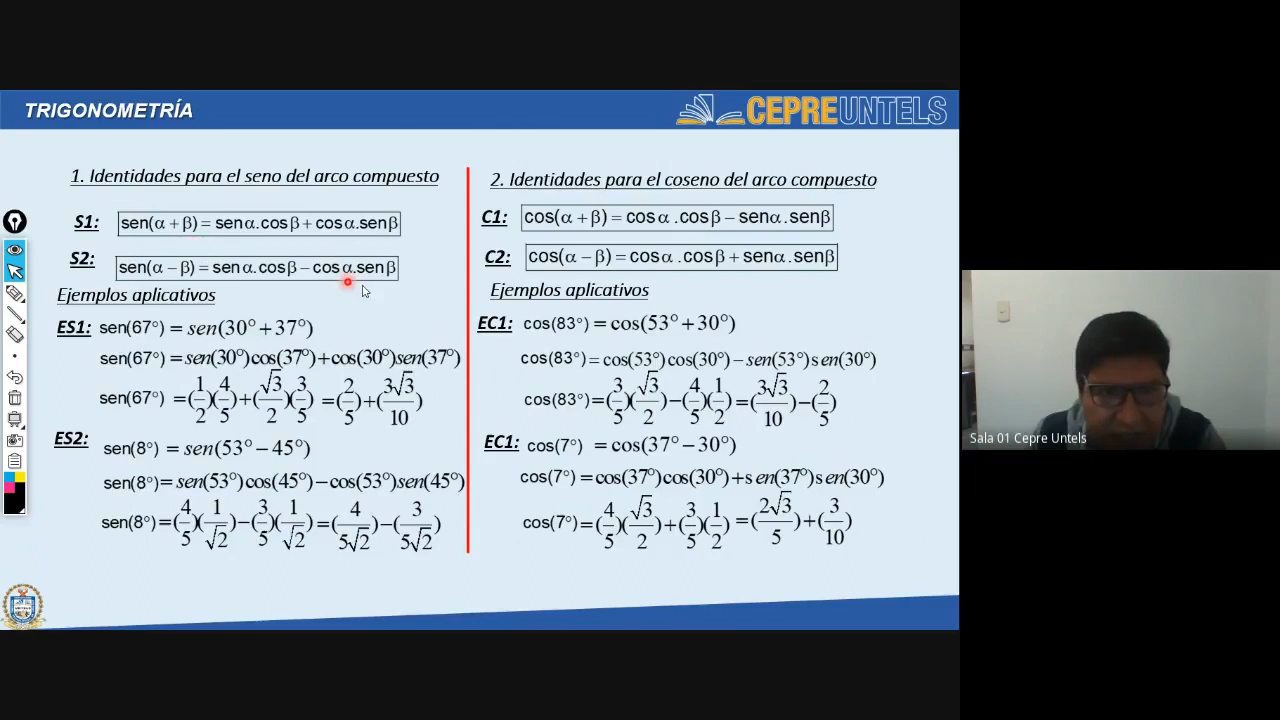 TRIGONOMETRÍA
CEPREUNTELS
1. Identidades para el seno del arco compuesto
S1: sen(α + β) = senα.cosβ + cosα.senβ
S2: sen(α − β) = senα.cosβ − cosα.senβ
Ejemplos aplicativos
ES1: sen(67°) = sen(30° + 37°)
sen(67°) = sen(30°)cos(37°)+cos(30°)sen(37°)
sen(67°) = (1/2)(4/5)+(√3/2)(3/5) = (2/5)+(3√3/10)
ES2: sen(8°) = sen(53° − 45°)
sen(8°) = sen(53°)cos(45°)−cos(53°)sen(45°)
sen(8°) = (4/5)(1/√2)−(3/5)(1/√2) = (4/5√2)−(3/5√2)
2. Identidades para el coseno del arco compuesto
C1: cos(α + β) = cosα.cosβ − senα.senβ
C2: cos(α − β) = cosα.cosβ + senα.senβ
Ejemplos aplicativos
EC1: cos(83°) = cos(53° + 30°)
cos(83°) = cos(53°)cos(30°)−sen(53°)sen(30°)
cos(83°) = (3/5)(√3/2)−(4/5)(1/2) = (3√3/10)−(2/5)
EC1: cos(7°) = cos(37° − 30°)
cos(7°) = cos(37°)cos(30°)+sen(37°)sen(30°)
cos(7°) = (4/5)(√3/2)+(3/5)(1/2) = (2√3/5)+(3/10)
Sala 01 Cepre Untels